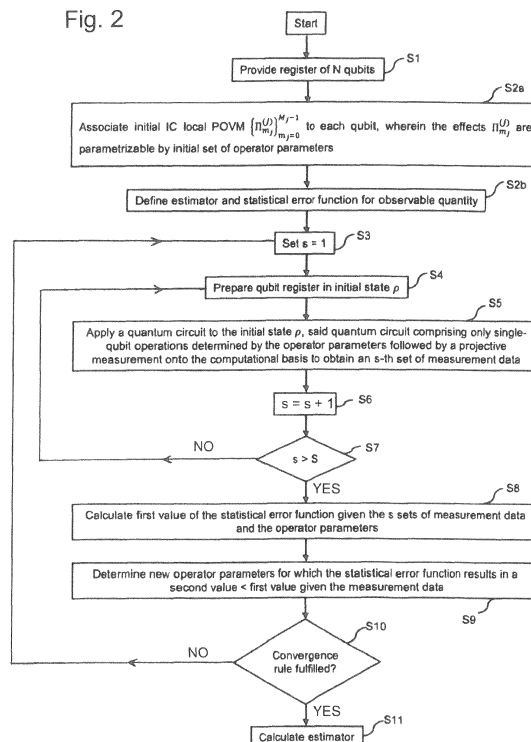 Fig. 2
Start
S1
Provide register of N qubits
S2a
Associate initial IC local POVM {Π_{m_j}^{(j)}}_{m_j=0}^{M_j−1} to each qubit, wherein the effects Π_{m_j}^{(j)} are
parametrizable by initial set of operator parameters
S2b
Define estimator and statistical error function for observable quantity
S3
Set s = 1
S4
Prepare qubit register in initial state ρ
S5
Apply a quantum circuit to the initial state ρ, said quantum circuit comprising only single-
qubit operations determined by the operator parameters followed by a projective
measurement onto the computational basis to obtain an s-th set of measurement data
S6
s = s + 1
S7
NO
s > S
YES
S8
Calculate first value of the statistical error function given the s sets of measurement data
and the operator parameters
Determine new operator parameters for which the statistical error function results in a
second value < first value given the measurement data
S9
S10
NO
Convergence
rule fulfilled?
YES
S11
Calculate estimator